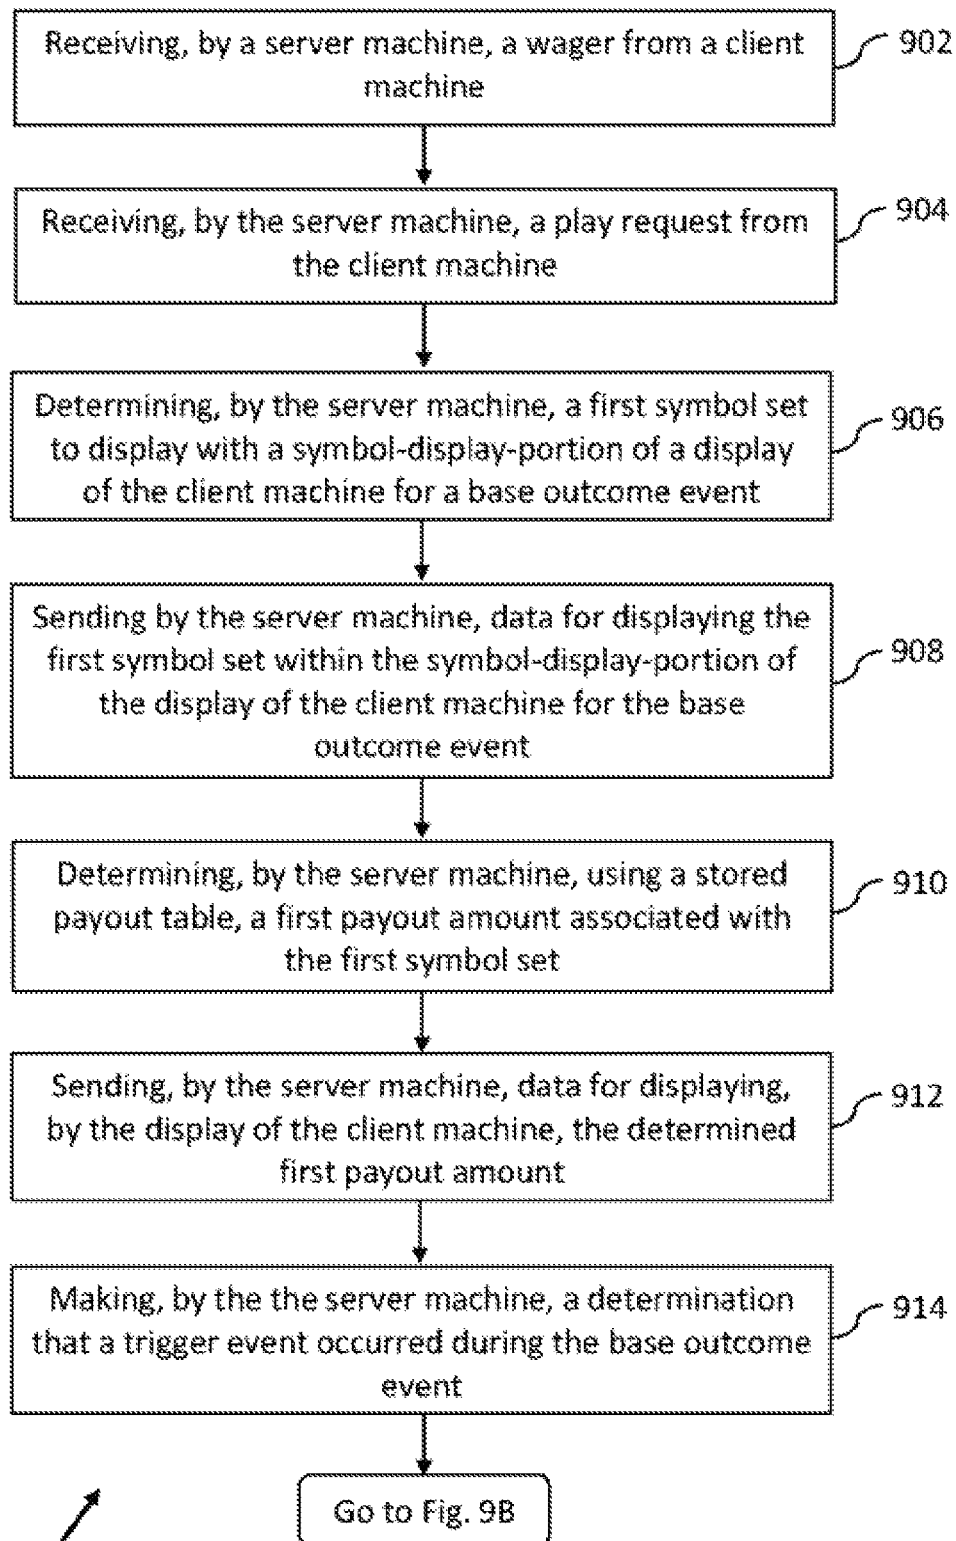 Receiving, by a server machine, a wager from a client
machine
902
Receiving, by the server machine, a play request from
the client machine
904
Determining, by the server machine, a first symbol set
to display with a symbol-display-portion of a display
of the client machine for a base outcome event
906
Sending by the server machine, data for displaying the
first symbol set within the symbol-display-portion of
the display of the client machine for the base
outcome event
908
Determining, by the server machine, using a stored
payout table, a first payout amount associated with
the first symbol set
910
Sending, by the server machine, data for displaying,
by the display of the client machine, the determined
first payout amount
912
Making, by the the server machine, a determination
that a trigger event occurred during the base outcome
event
914
Go to Fig. 9B